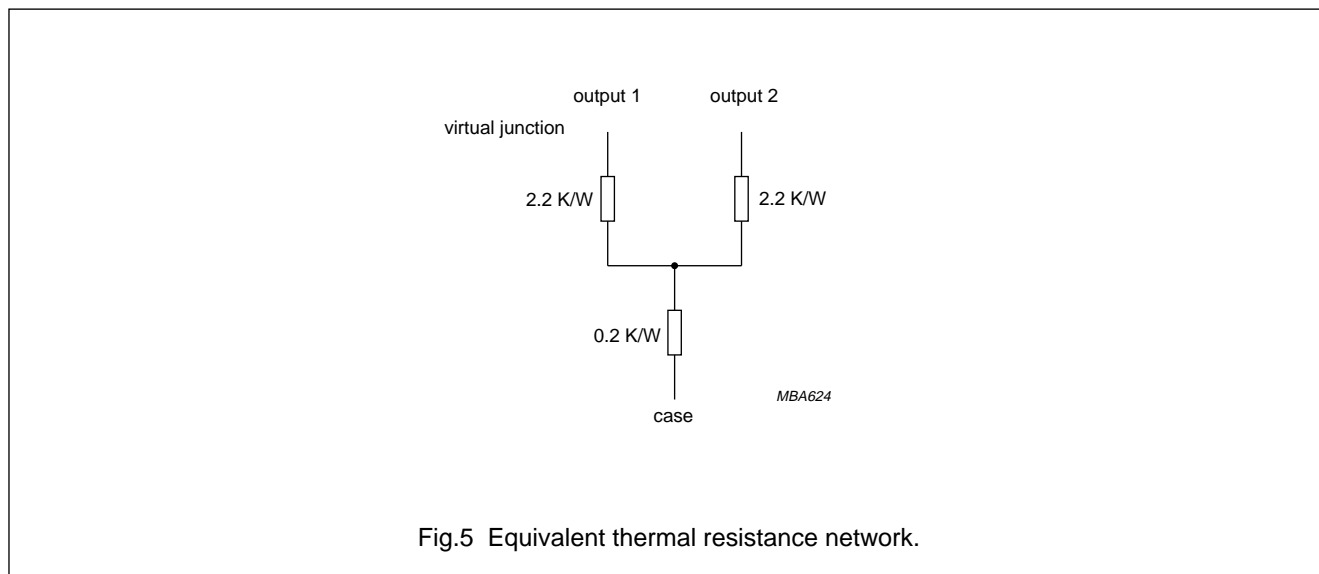 output 1 output 2
virtual junction
2.2 K/W 2.2 K/W
0.2 K/W
MBA624
case
Fig.5 Equivalent thermal resistance network.